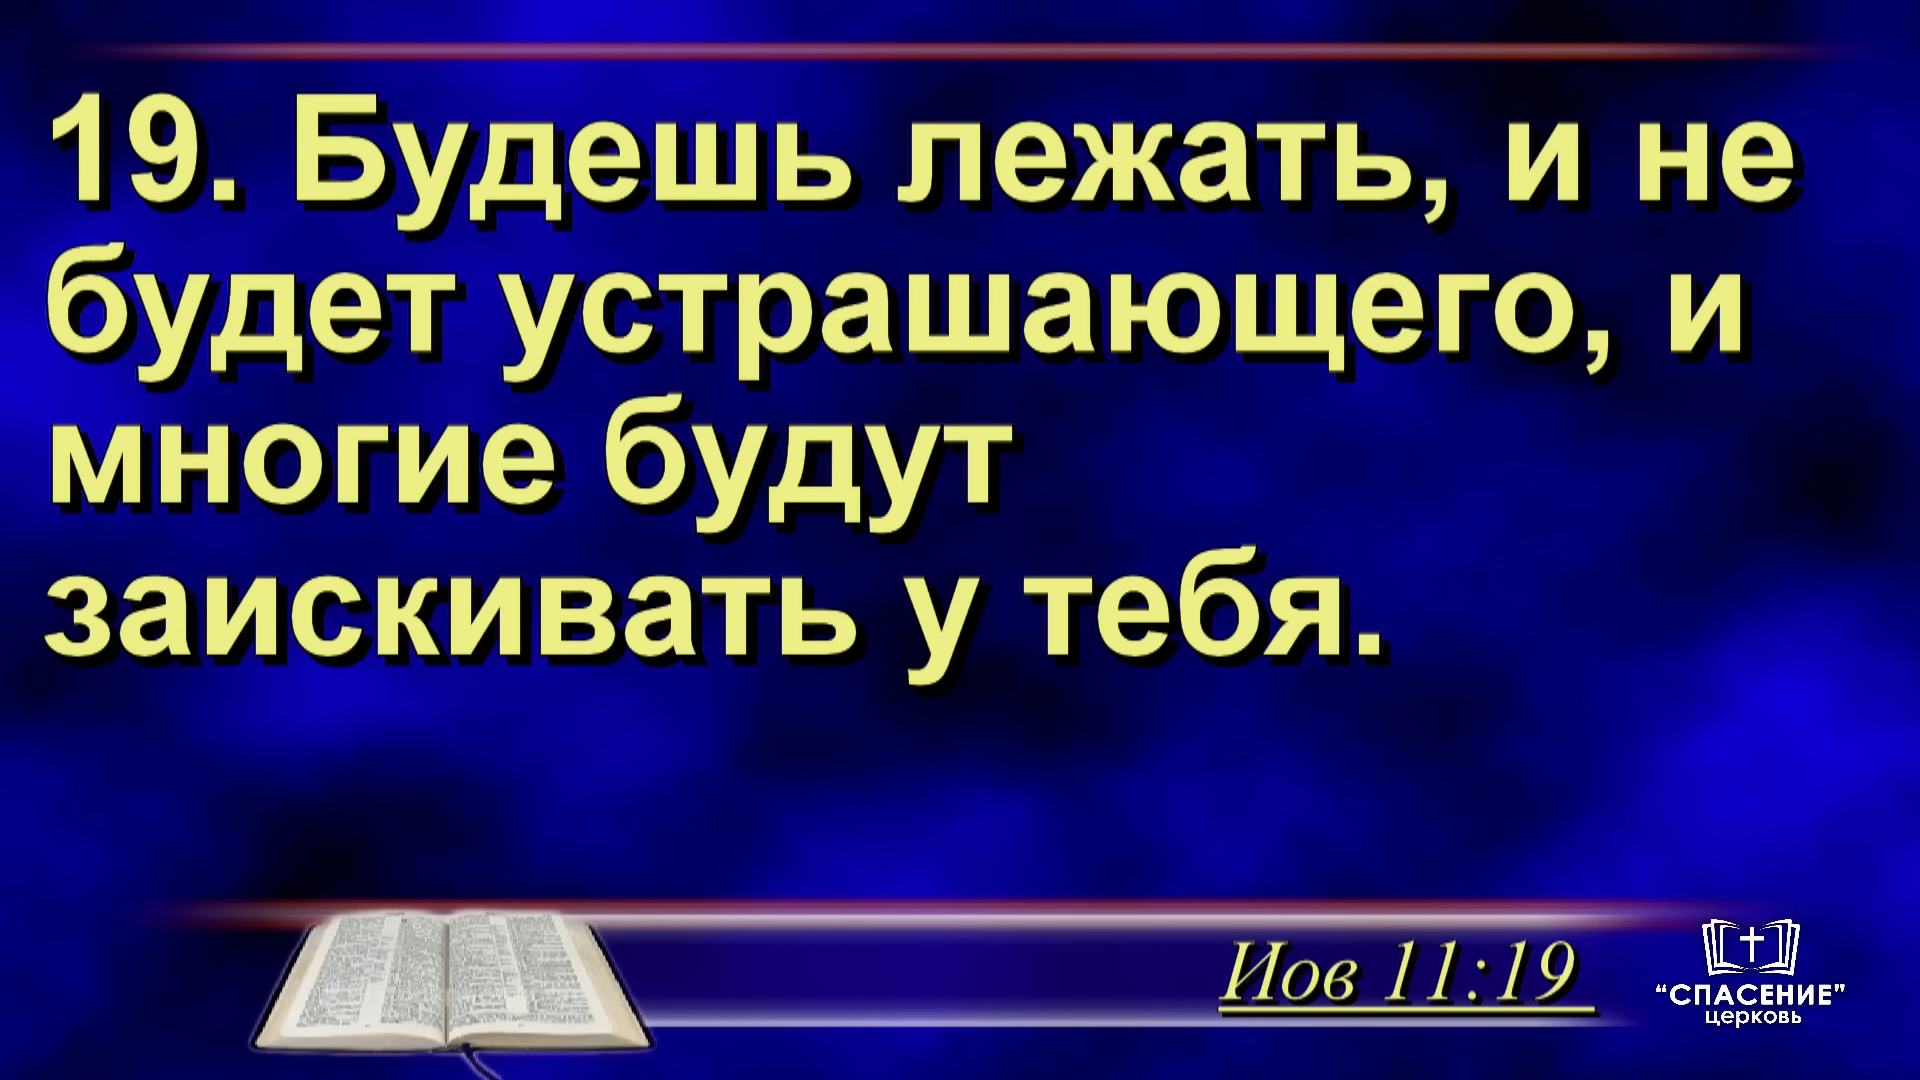 19. Будешь лежать, и не
будет устрашающего, и
многие будут
заискивать у тебя.
Иов 11:19
“СПАСЕНИЕ”
церковь